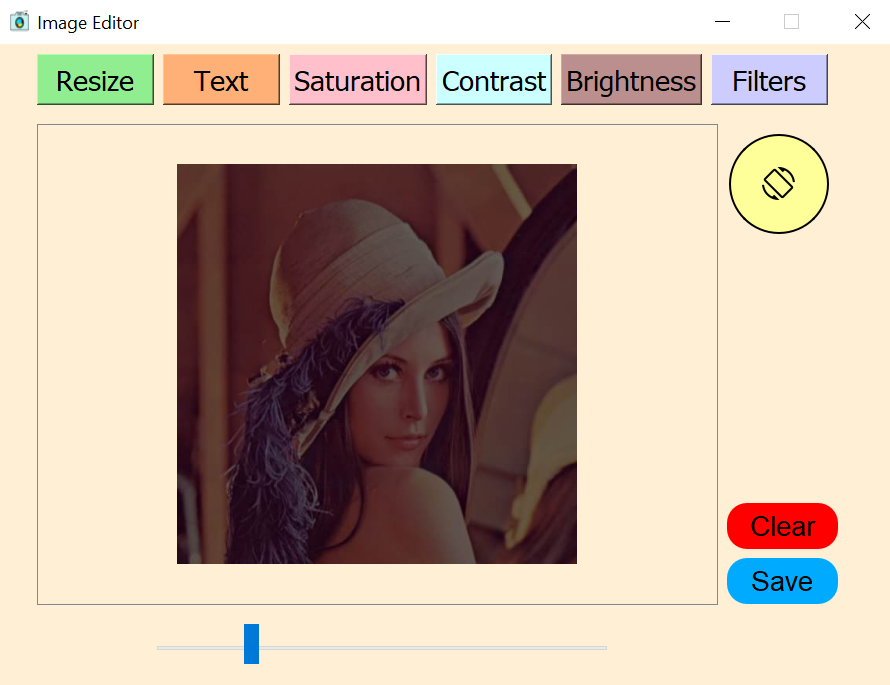 Image Editor
Resize Text Saturation Contrast Brightness Filters
Clear
Save